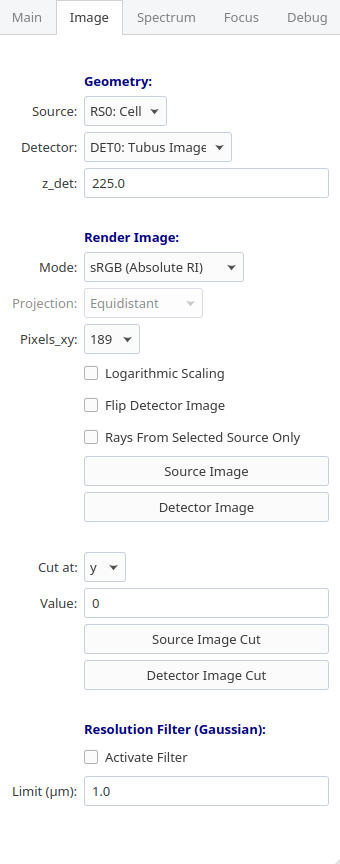 Main Image Spectrum Focus Debug
Geometry:
Source: RS0: Cell
Detector: DET0: Tubus Image
z_det: 225.0
Render Image:
Mode: sRGB (Absolute RI)
Projection: Equidistant
Pixels_xy: 189
Logarithmic Scaling
Flip Detector Image
Rays From Selected Source Only
Source Image
Detector Image
Cut at: y
Value: 0
Source Image Cut
Detector Image Cut
Resolution Filter (Gaussian):
Activate Filter
Limit (µm): 1.0